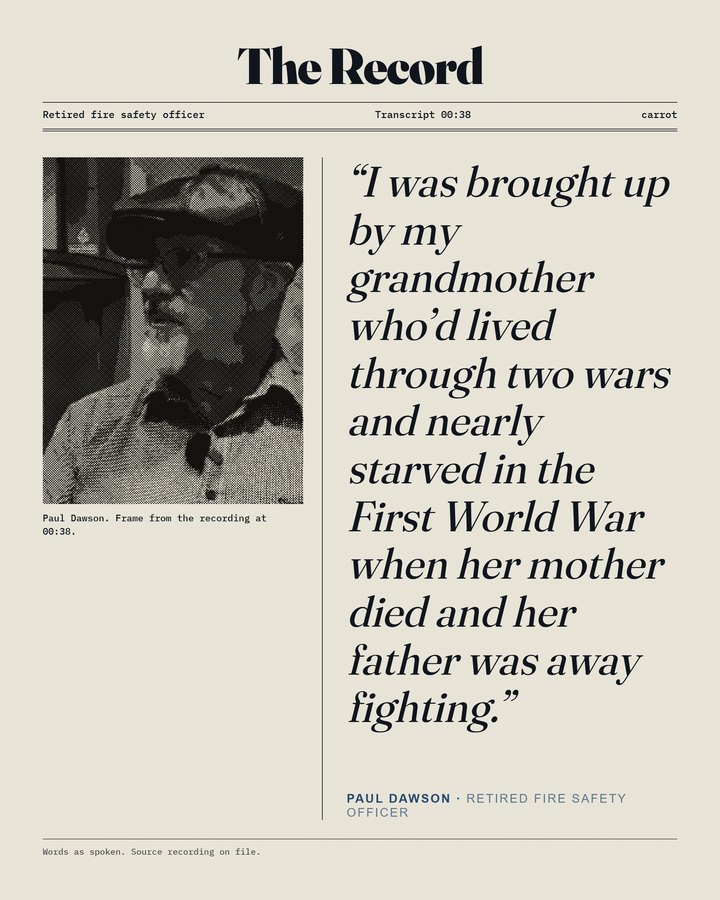 The Record
Retired fire safety officer
Transcript 00:38
carrot
Paul Dawson. Frame from the recording at
00:38.
“I was brought up
by my
grandmother
who’d lived
through two wars
and nearly
starved in the
First World War
when her mother
died and her
father was away
fighting.”
PAUL DAWSON · RETIRED FIRE SAFETY
OFFICER
Words as spoken. Source recording on file.